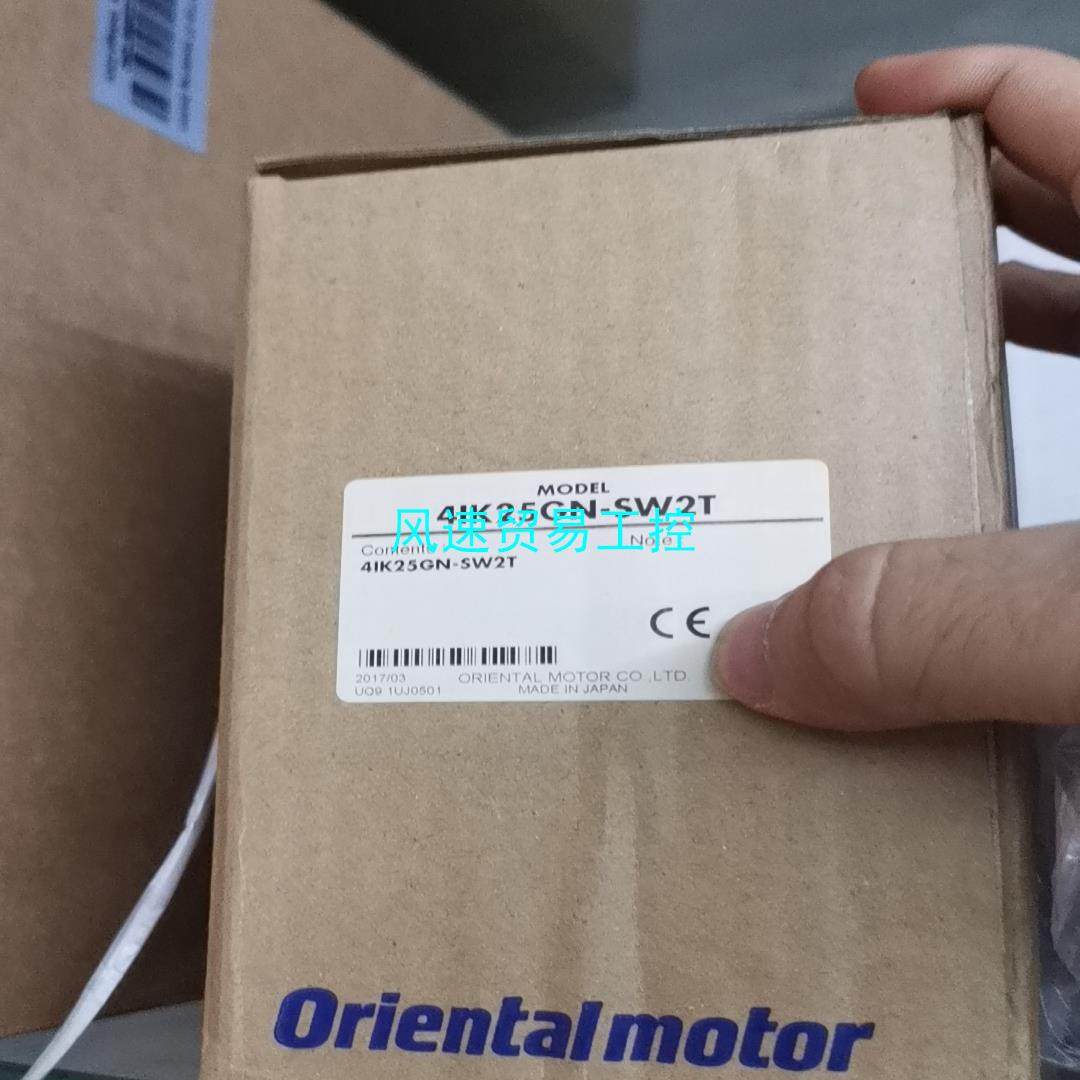 MODEL
4IK25GN-SW2T
风速贸易工控
Contents
Note
4IK25GN-SW2T
CE
2017/03
ORIENTAL MOTOR CO.,LTD.
UQ9 1UJ0501
MADE IN JAPAN
Orientalmotor